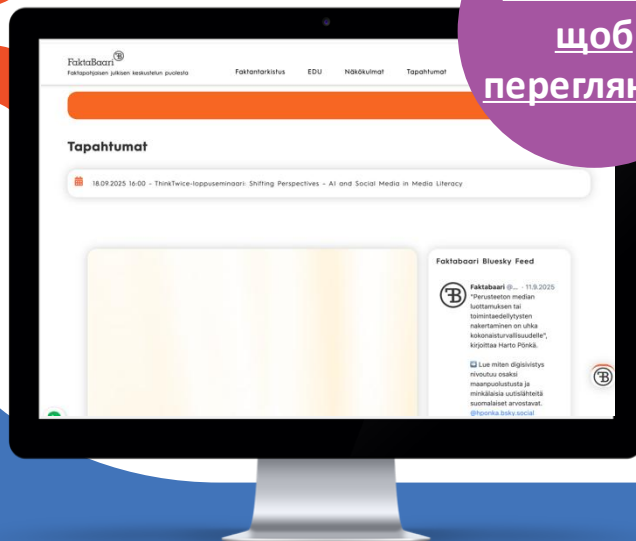 щоб
FaktaBaari
Faktapohjaisen julkisen keskustelun puolesta
Faktantarkistus EDU Näkökulmat Tapahtumat
Tapahtumat
18.09.2025 16:00 - ThinkTwice-loppuseminaari: Shifting Perspectives - AI and Social Media in Media Literacy
Faktabaari Bluesky Feed
Faktabaari @... · 11.9.2025
"Perusteeton median
luottamuksen tai
toimintaedellytysten
nakertaminen on uhka
kokonaisturvallisuudelle",
kirjoittaa Harto Pönkä.
Lue miten digisivistys
nivoutuu osaksi
maanpuolustusta ja
minkälaisia uutislähteitä
suomalaiset arvostavat.
@hponka.bsky.social